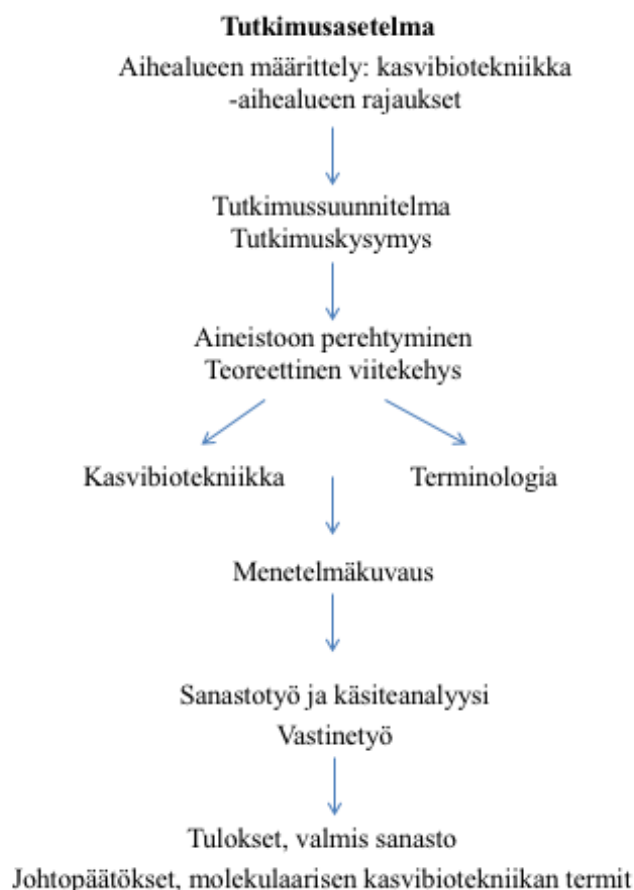 Tutkimusasetelma
Aihealueen määrittely: kasvibiotekniikka
-aihealueen rajaukset
Tutkimussuunnitelma
Tutkimuskysymys
Aineistoon perehtyminen
Teoreettinen viitekehys
Kasvibiotekniikka
Terminologia
Menetelmäkuvaus
Sanastotyö ja käsiteanalyysi
Vastinetyö
Tulokset, valmis sanasto
Johtopäätökset, molekulaarisen kasvibiotekniikan termit